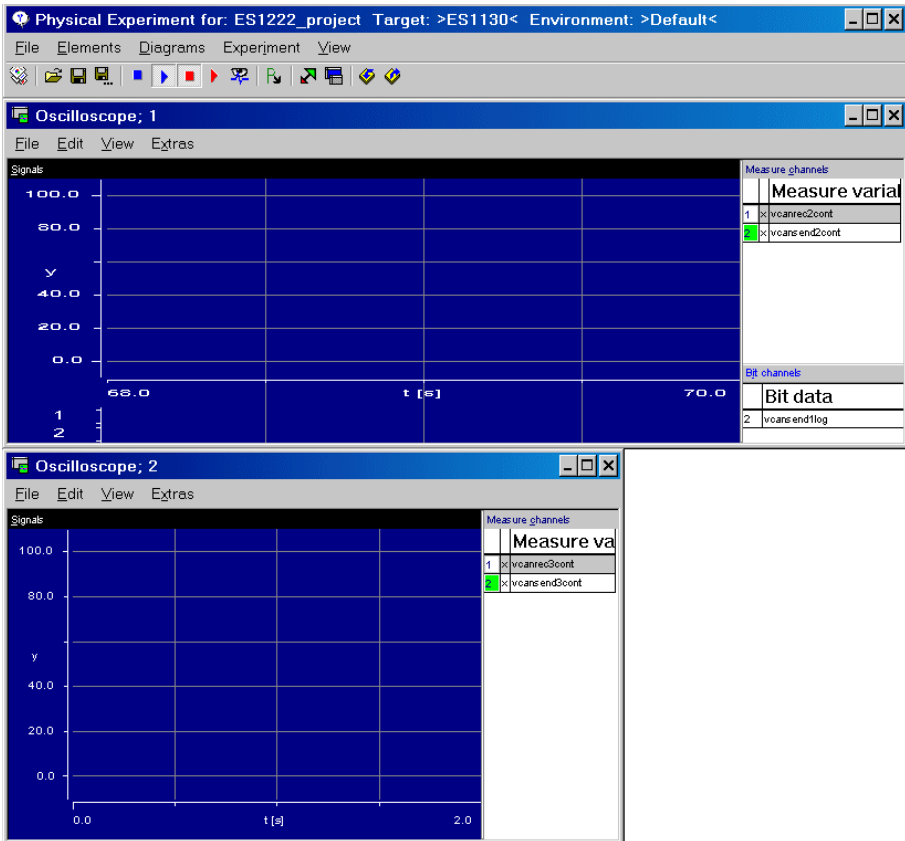 Physical Experiment for: ES1222_project Target: >ES1130< Environment: >Default<
File Elements Diagrams Experiment View
Oscilloscope; 1
File Edit View Extras
Signals
100.0
80.0
y
40.0
20.0
0.0
68.0 t [s] 70.0
1
2
Measure channels
Measure varial
1 x vcanrec2cont
2 x vcansend2cont
Bit channels
Bit data
2 vcansend1log
Oscilloscope; 2
File Edit View Extras
Signals
100.0
80.0
y
40.0
20.0
0.0
0.0 t [s] 2.0
Measure channels
Measure va
1 x vcanrec3cont
2 x vcansend3cont